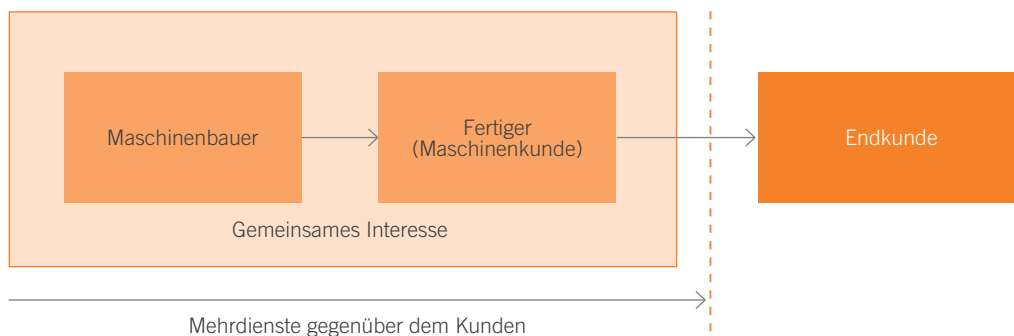 Maschinenbauer
Fertiger
(Maschinenkunde)
Endkunde
Gemeinsames Interesse
Mehrdienste gegenüber dem Kunden